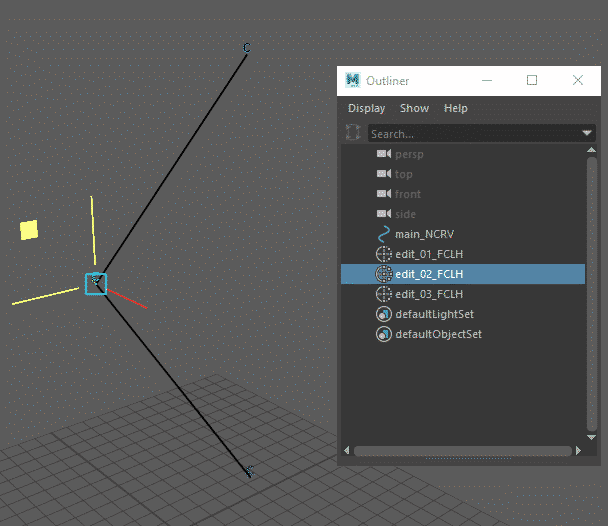 C
Outliner
Display Show Help
Search...
persp
top
front
side
main_NCRV
edit_01_FCLH
edit_02_FCLH
edit_03_FCLH
defaultLightSet
defaultObjectSet